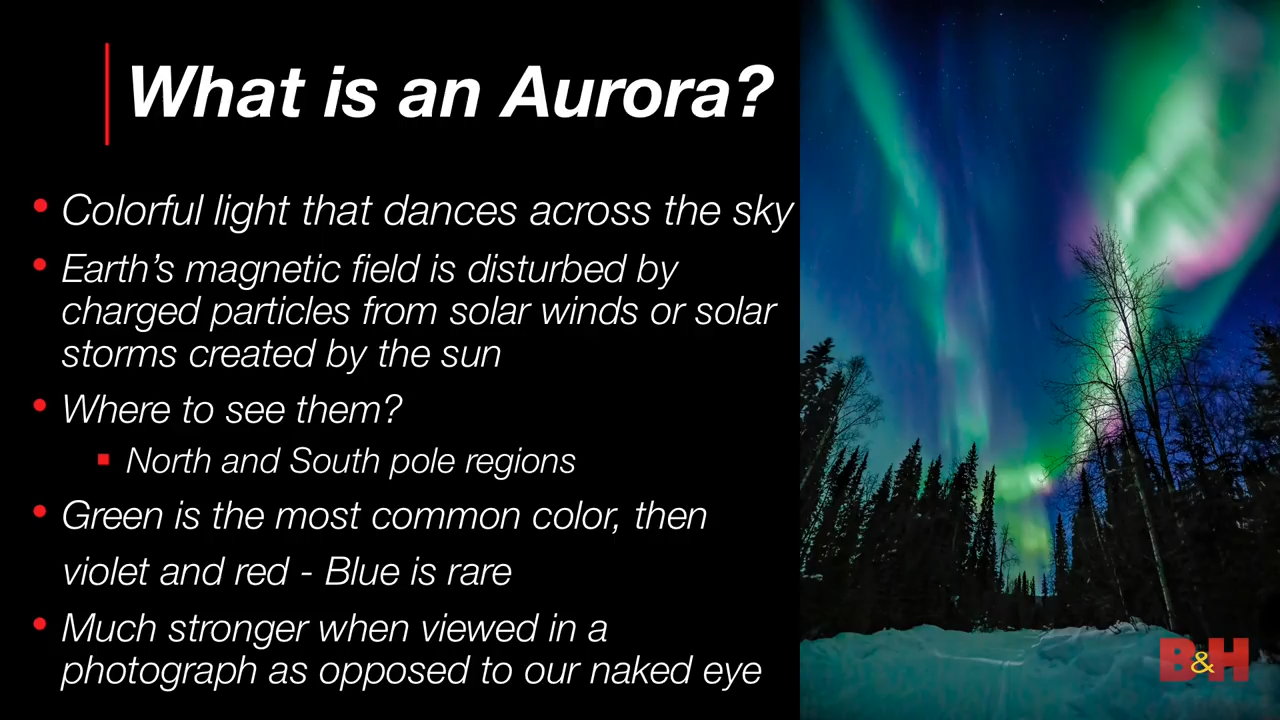 What is an Aurora?
• Colorful light that dances across the sky
• Earth’s magnetic field is disturbed by
charged particles from solar winds or solar
storms created by the sun
• Where to see them?
▪ North and South pole regions
• Green is the most common color, then
violet and red - Blue is rare
• Much stronger when viewed in a
photograph as opposed to our naked eye
B&H